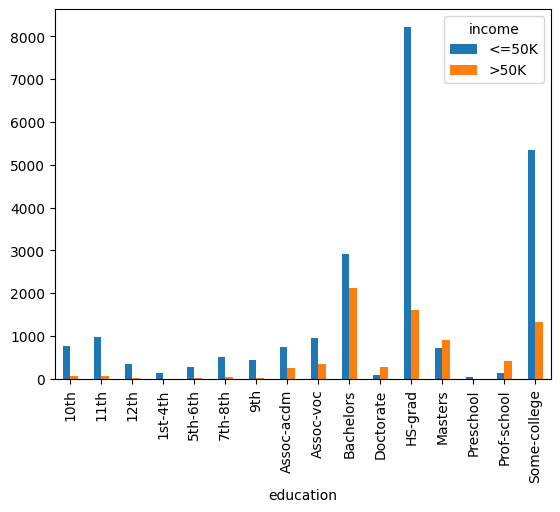 income
<=50K
>50K
8000
7000
6000
5000
4000
3000
2000
1000
0
10th
11th
12th
1st-4th
5th-6th
7th-8th
9th
Assoc-acdm
Assoc-voc
Bachelors
Doctorate
HS-grad
Masters
Preschool
Prof-school
Some-college
education